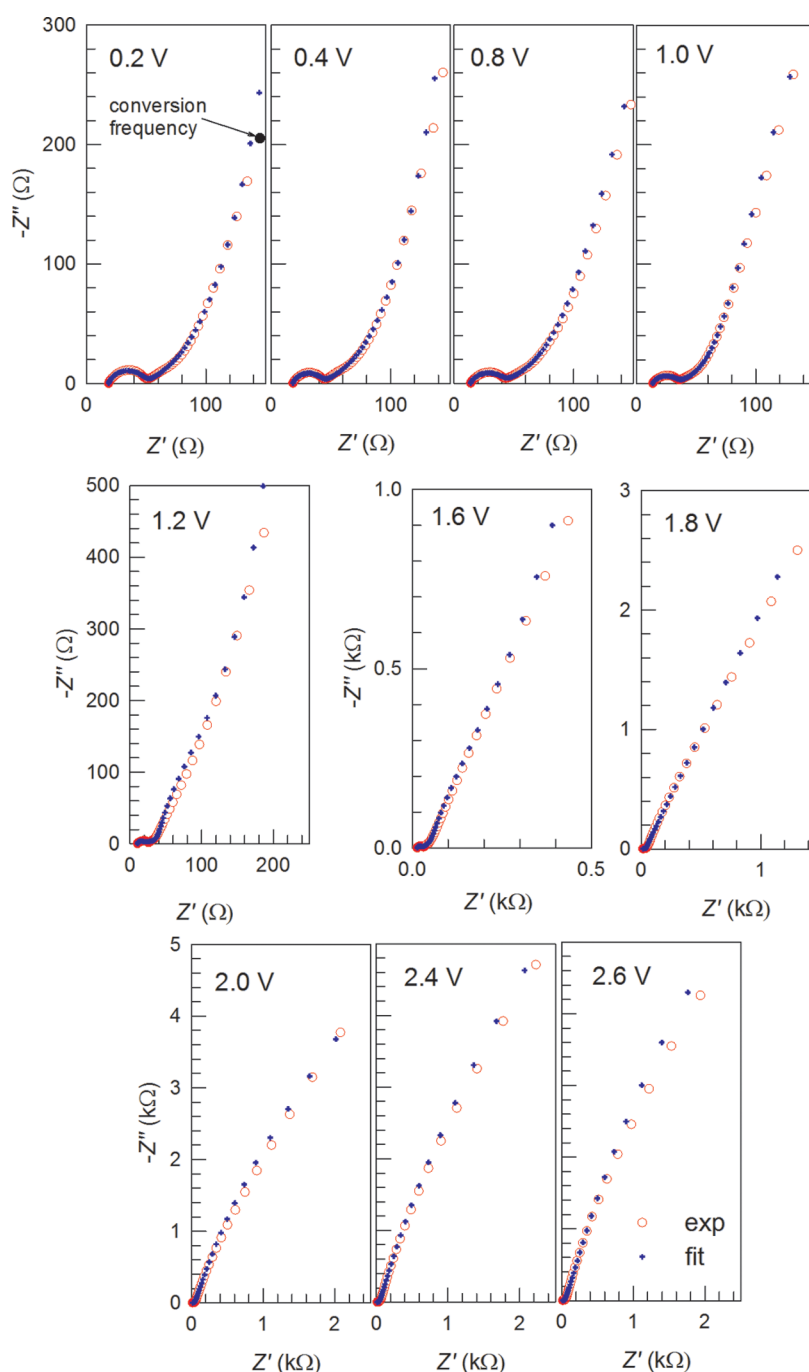 300
200
100
0
-Z" (Ω)
0.2 V
conversion
frequency
0.4 V
0.8 V
1.0 V
0 100 0 100 0 100 0 100
Z' (Ω) Z' (Ω) Z' (Ω) Z' (Ω)
500
400
300
200
100
0
-Z" (Ω)
1.2 V
0 100 200
Z' (Ω)
1.0
0.5
0.0
-Z" (kΩ)
1.6 V
0.0 0.5
Z' (kΩ)
3
2
1
0
1.8 V
0 1
Z' (kΩ)
5
4
3
2
1
0
-Z" (kΩ)
2.0 V
2.4 V
2.6 V
exp
fit
0 1 2 0 1 2 0 1 2
Z' (kΩ) Z' (kΩ) Z' (kΩ)